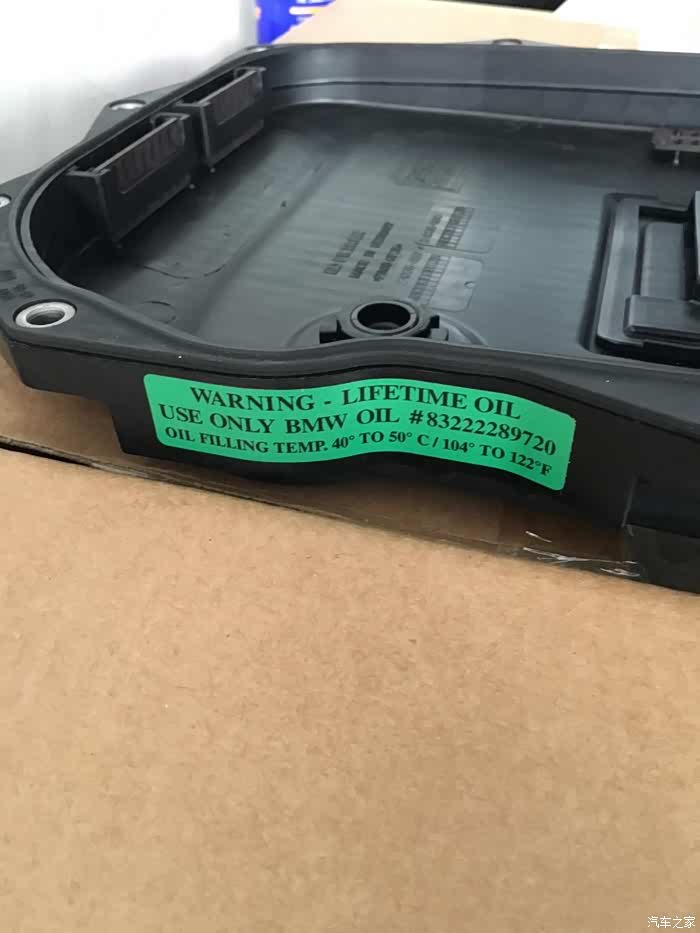 WARNING - LIFETIME OIL
USE ONLY BMW OIL #83222289720
OIL FILLING TEMP. 40° TO 50° C / 104° TO 122°F
汽车之家